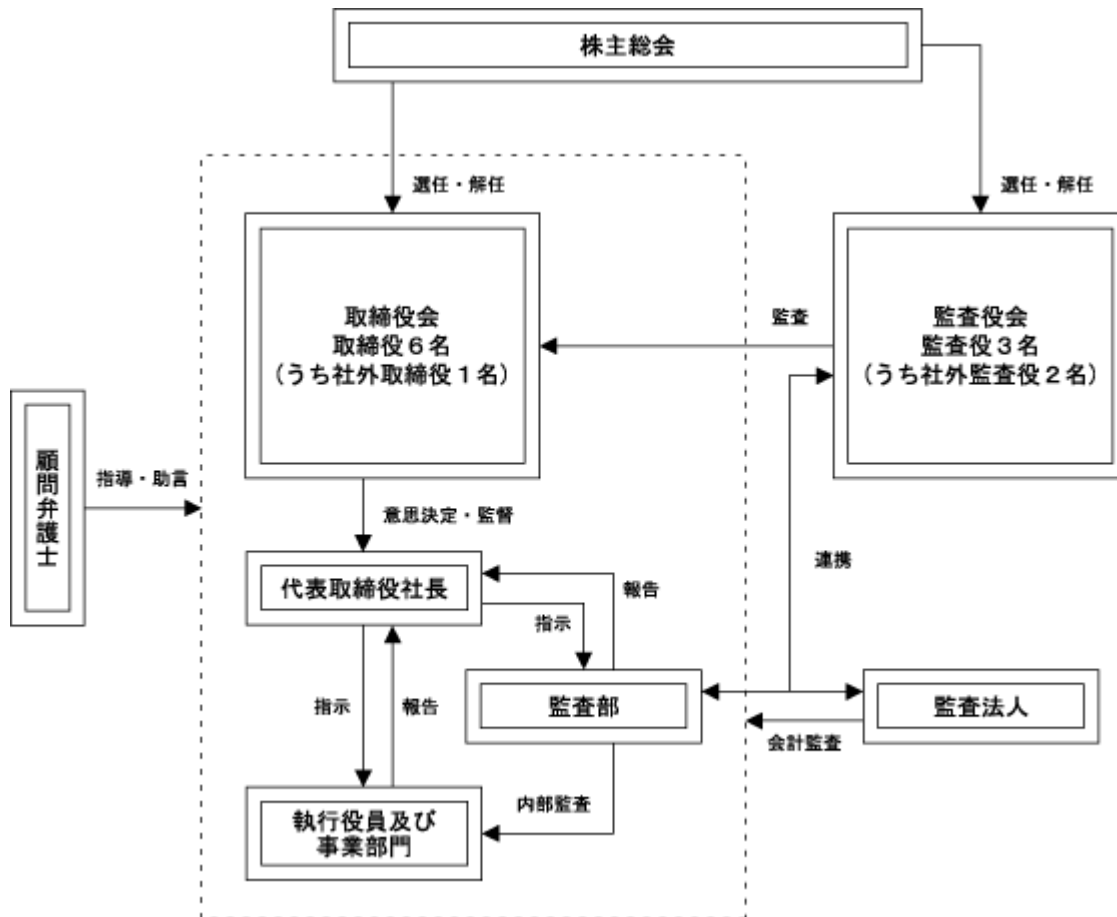 株主総会
選任・解任
選任・解任
取締役会
取締役6名
(うち社外取締役1名)
監査
監査役会
監査役3名
(うち社外監査役2名)
顧問弁護士
指導・助言
意思決定・監督
連携
代表取締役社長
報告
指示
監査部
監査法人
指示
報告
会計監査
内部監査
執行役員及び
事業部門